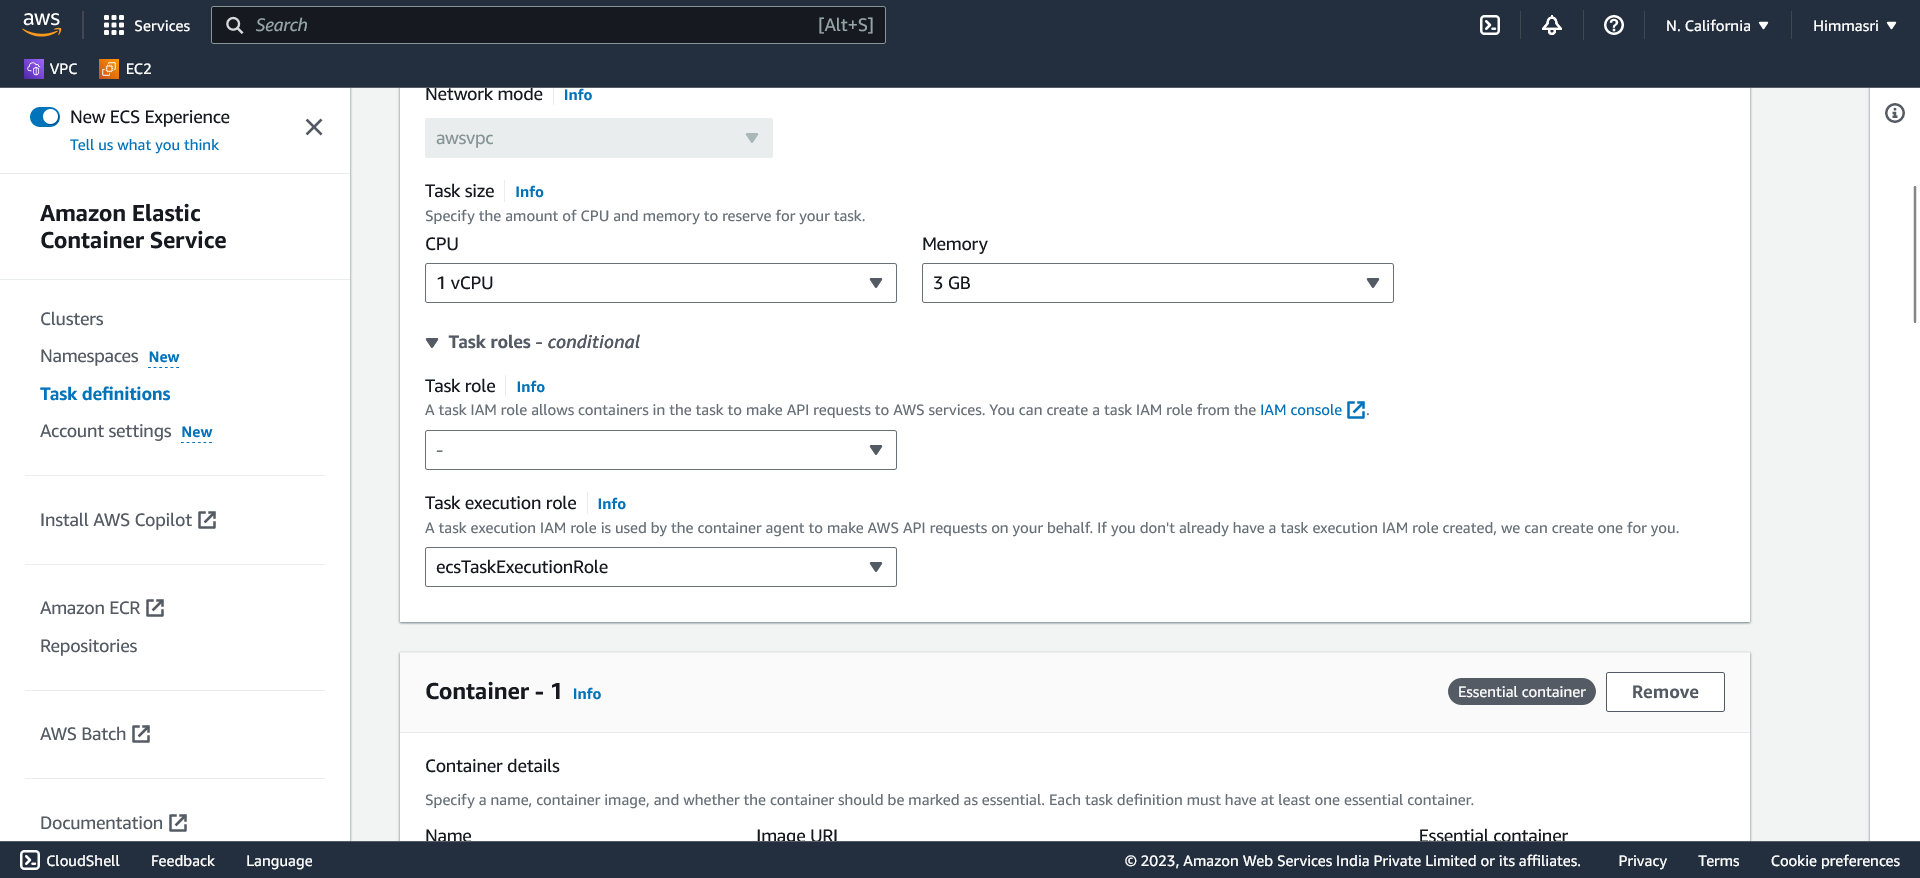 aws
Services
Search
[Alt+S]
N. California
Himmasri
VPC
EC2
New ECS Experience
Tell us what you think
Amazon Elastic
Container Service
Clusters
Namespaces New
Task definitions
Account settings New
Install AWS Copilot
Amazon ECR
Repositories
AWS Batch
Documentation
Network mode Info
awsvpc
Task size Info
Specify the amount of CPU and memory to reserve for your task.
CPU Memory
1 vCPU 3 GB
Task roles - conditional
Task role Info
A task IAM role allows containers in the task to make API requests to AWS services. You can create a task IAM role from the IAM console.
-
Task execution role Info
A task execution IAM role is used by the container agent to make AWS API requests on your behalf. If you don't already have a task execution IAM role created, we can create one for you.
ecsTaskExecutionRole
Container - 1 Info
Essential container
Remove
Container details
Specify a name, container image, and whether the container should be marked as essential. Each task definition must have at least one essential container.
Name Image URI Essential container
CloudShell Feedback Language © 2023, Amazon Web Services India Private Limited or its affiliates. Privacy Terms Cookie preferences